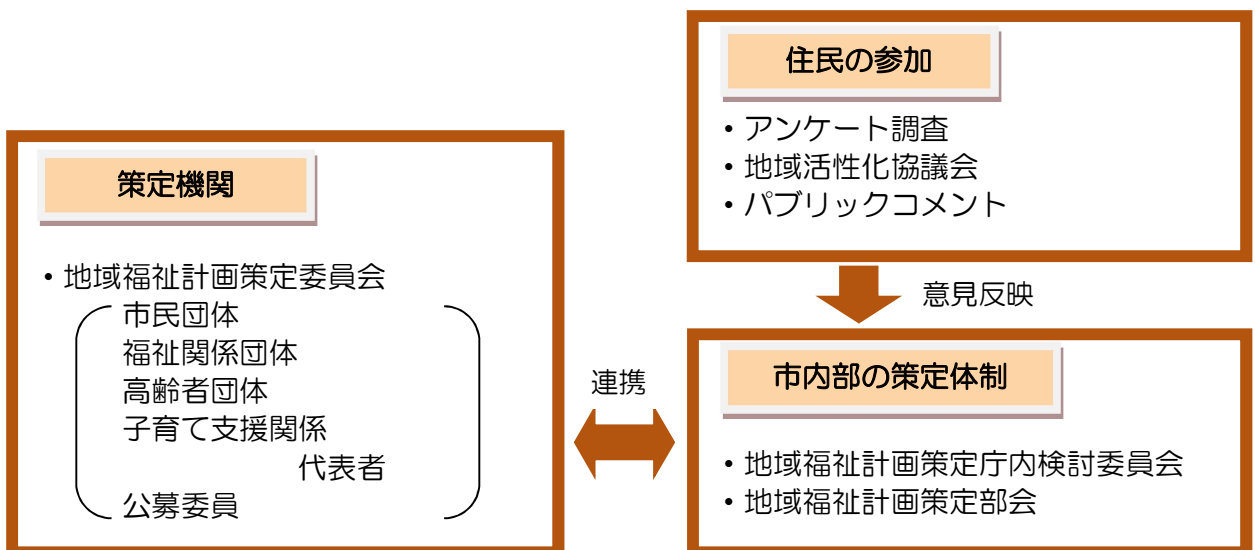 住民の参加
・アンケート調査
・地域活性化協議会
・パブリックコメント
策定機関
・地域福祉計画策定委員会
市民団体
福祉関係団体
高齢者団体
子育て支援関係
代表者
公募委員
意見反映
連携
市内部の策定体制
・地域福祉計画策定庁内検討委員会
・地域福祉計画策定部会